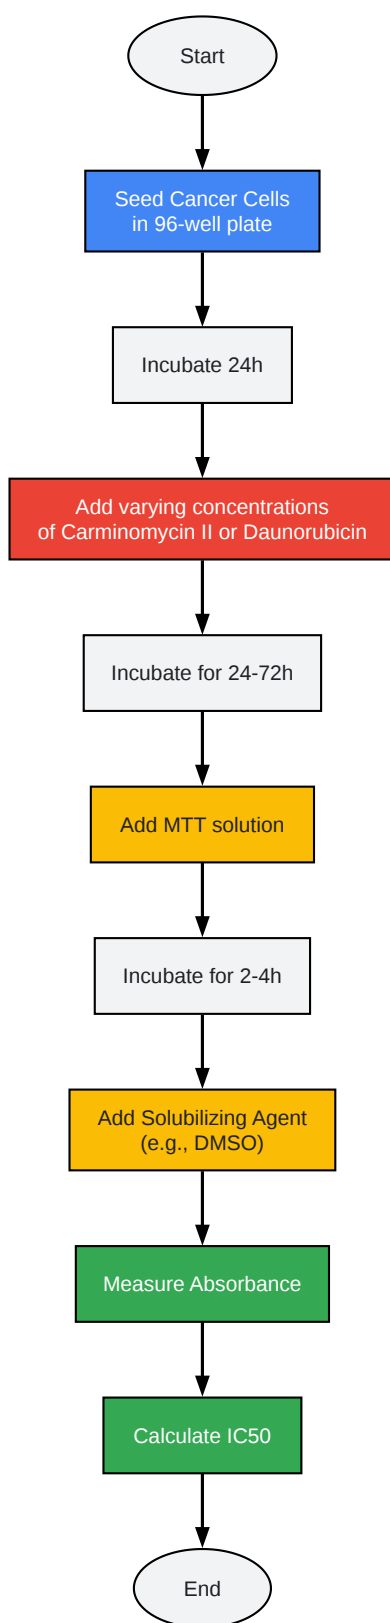 Start
Seed Cancer Cells
in 96-well plate
Incubate 24h
Add varying concentrations
of Carminomycin II or Daunorubicin
Incubate for 24-72h
Add MTT solution
Incubate for 2-4h
Add Solubilizing Agent
(e.g., DMSO)
Measure Absorbance
Calculate IC50
End